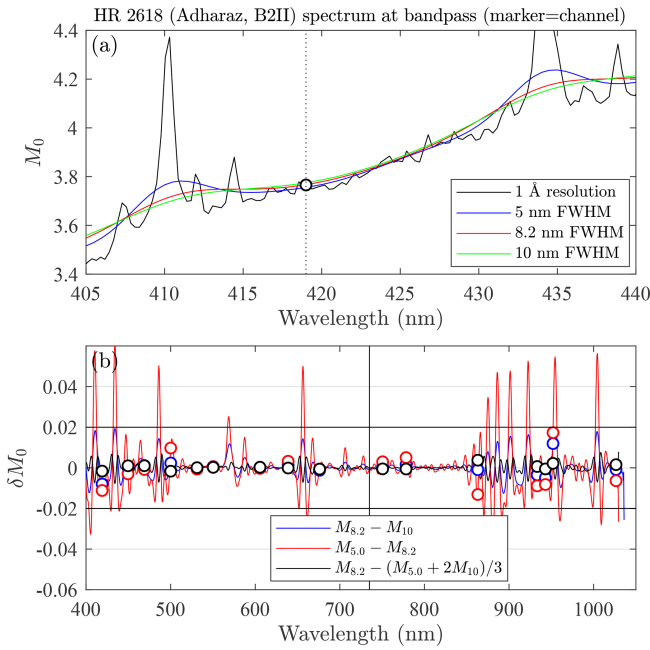 HR 2618 (Adharaz, B2II) spectrum at bandpass (marker=channel)
(a)
4.4
4.2
4
3.8
3.6
3.4
M₀
1 Å resolution
5 nm FWHM
8.2 nm FWHM
10 nm FWHM
405 410 415 420 425 430 435 440
Wavelength (nm)
(b)
0.04
0.02
0
-0.02
-0.04
-0.06
δM₀
M₈.₂ − M₁₀
M₅.₀ − M₈.₂
M₈.₂ − (M₅.₀ + 2M₁₀)/3
400 500 600 700 800 900 1000
Wavelength (nm)